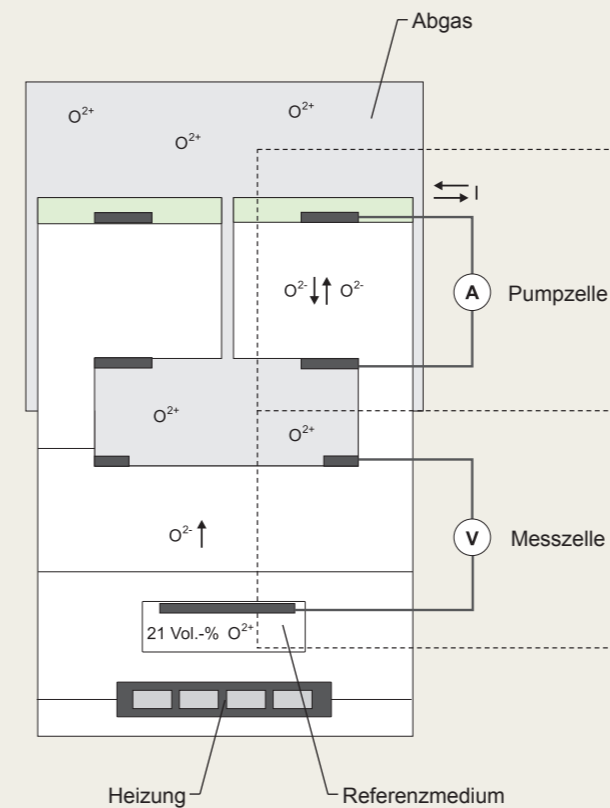 Abgas
O²⁺
O²⁺
O²⁺
I
O²⁻ O²⁻
A Pumpzelle
O²⁺
O²⁺
O²⁻
V Messzelle
21 Vol.-% O²⁺
Heizung
Referenzmedium